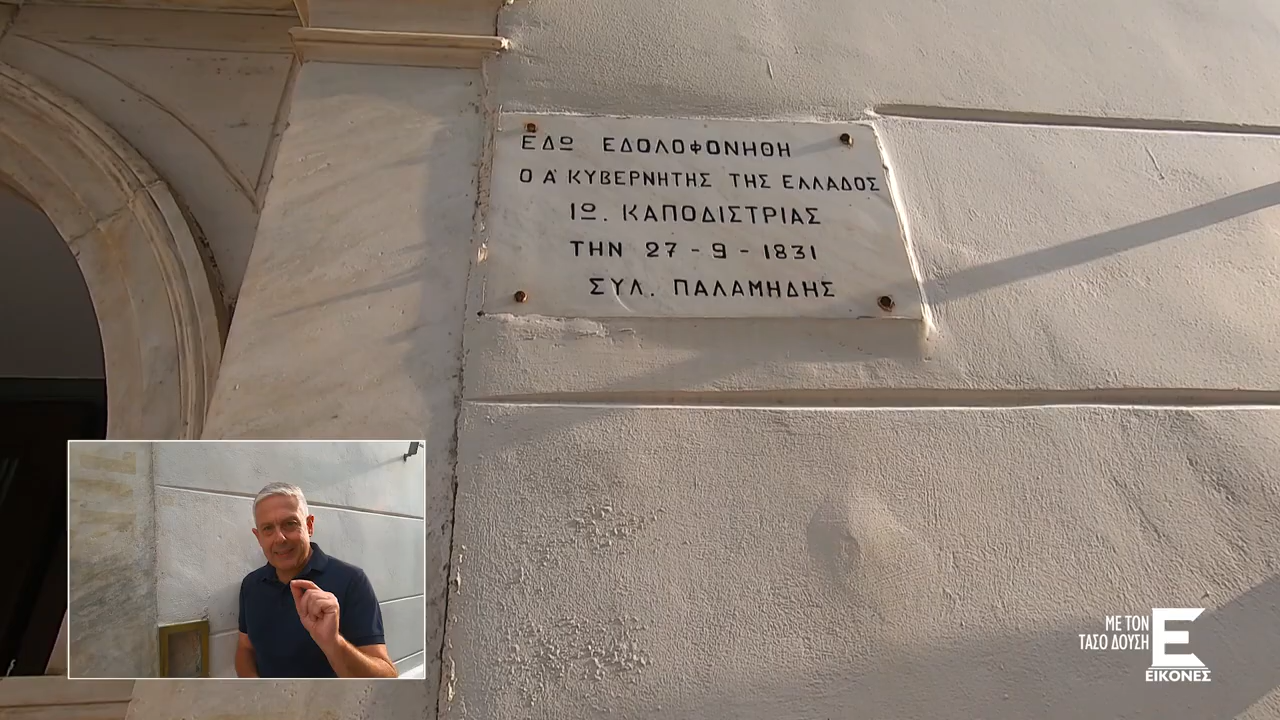 ΕΔΩ ΕΔΟΛΟΦΟΝΗΘΗ
Ο Α΄ ΚΥΒΕΡΝΗΤΗΣ ΤΗΣ ΕΛΛΑΔΟΣ
ΙΩ. ΚΑΠΟΔΙΣΤΡΙΑΣ
ΤΗΝ 27 - 9 - 1831
ΣΥΛ. ΠΑΛΑΜΗΔΗΣ
ΜΕ ΤΟΝ
ΤΑΣΟ ΔΟΥΣΗ
Ε
ΕΙΚΟΝΕΣ